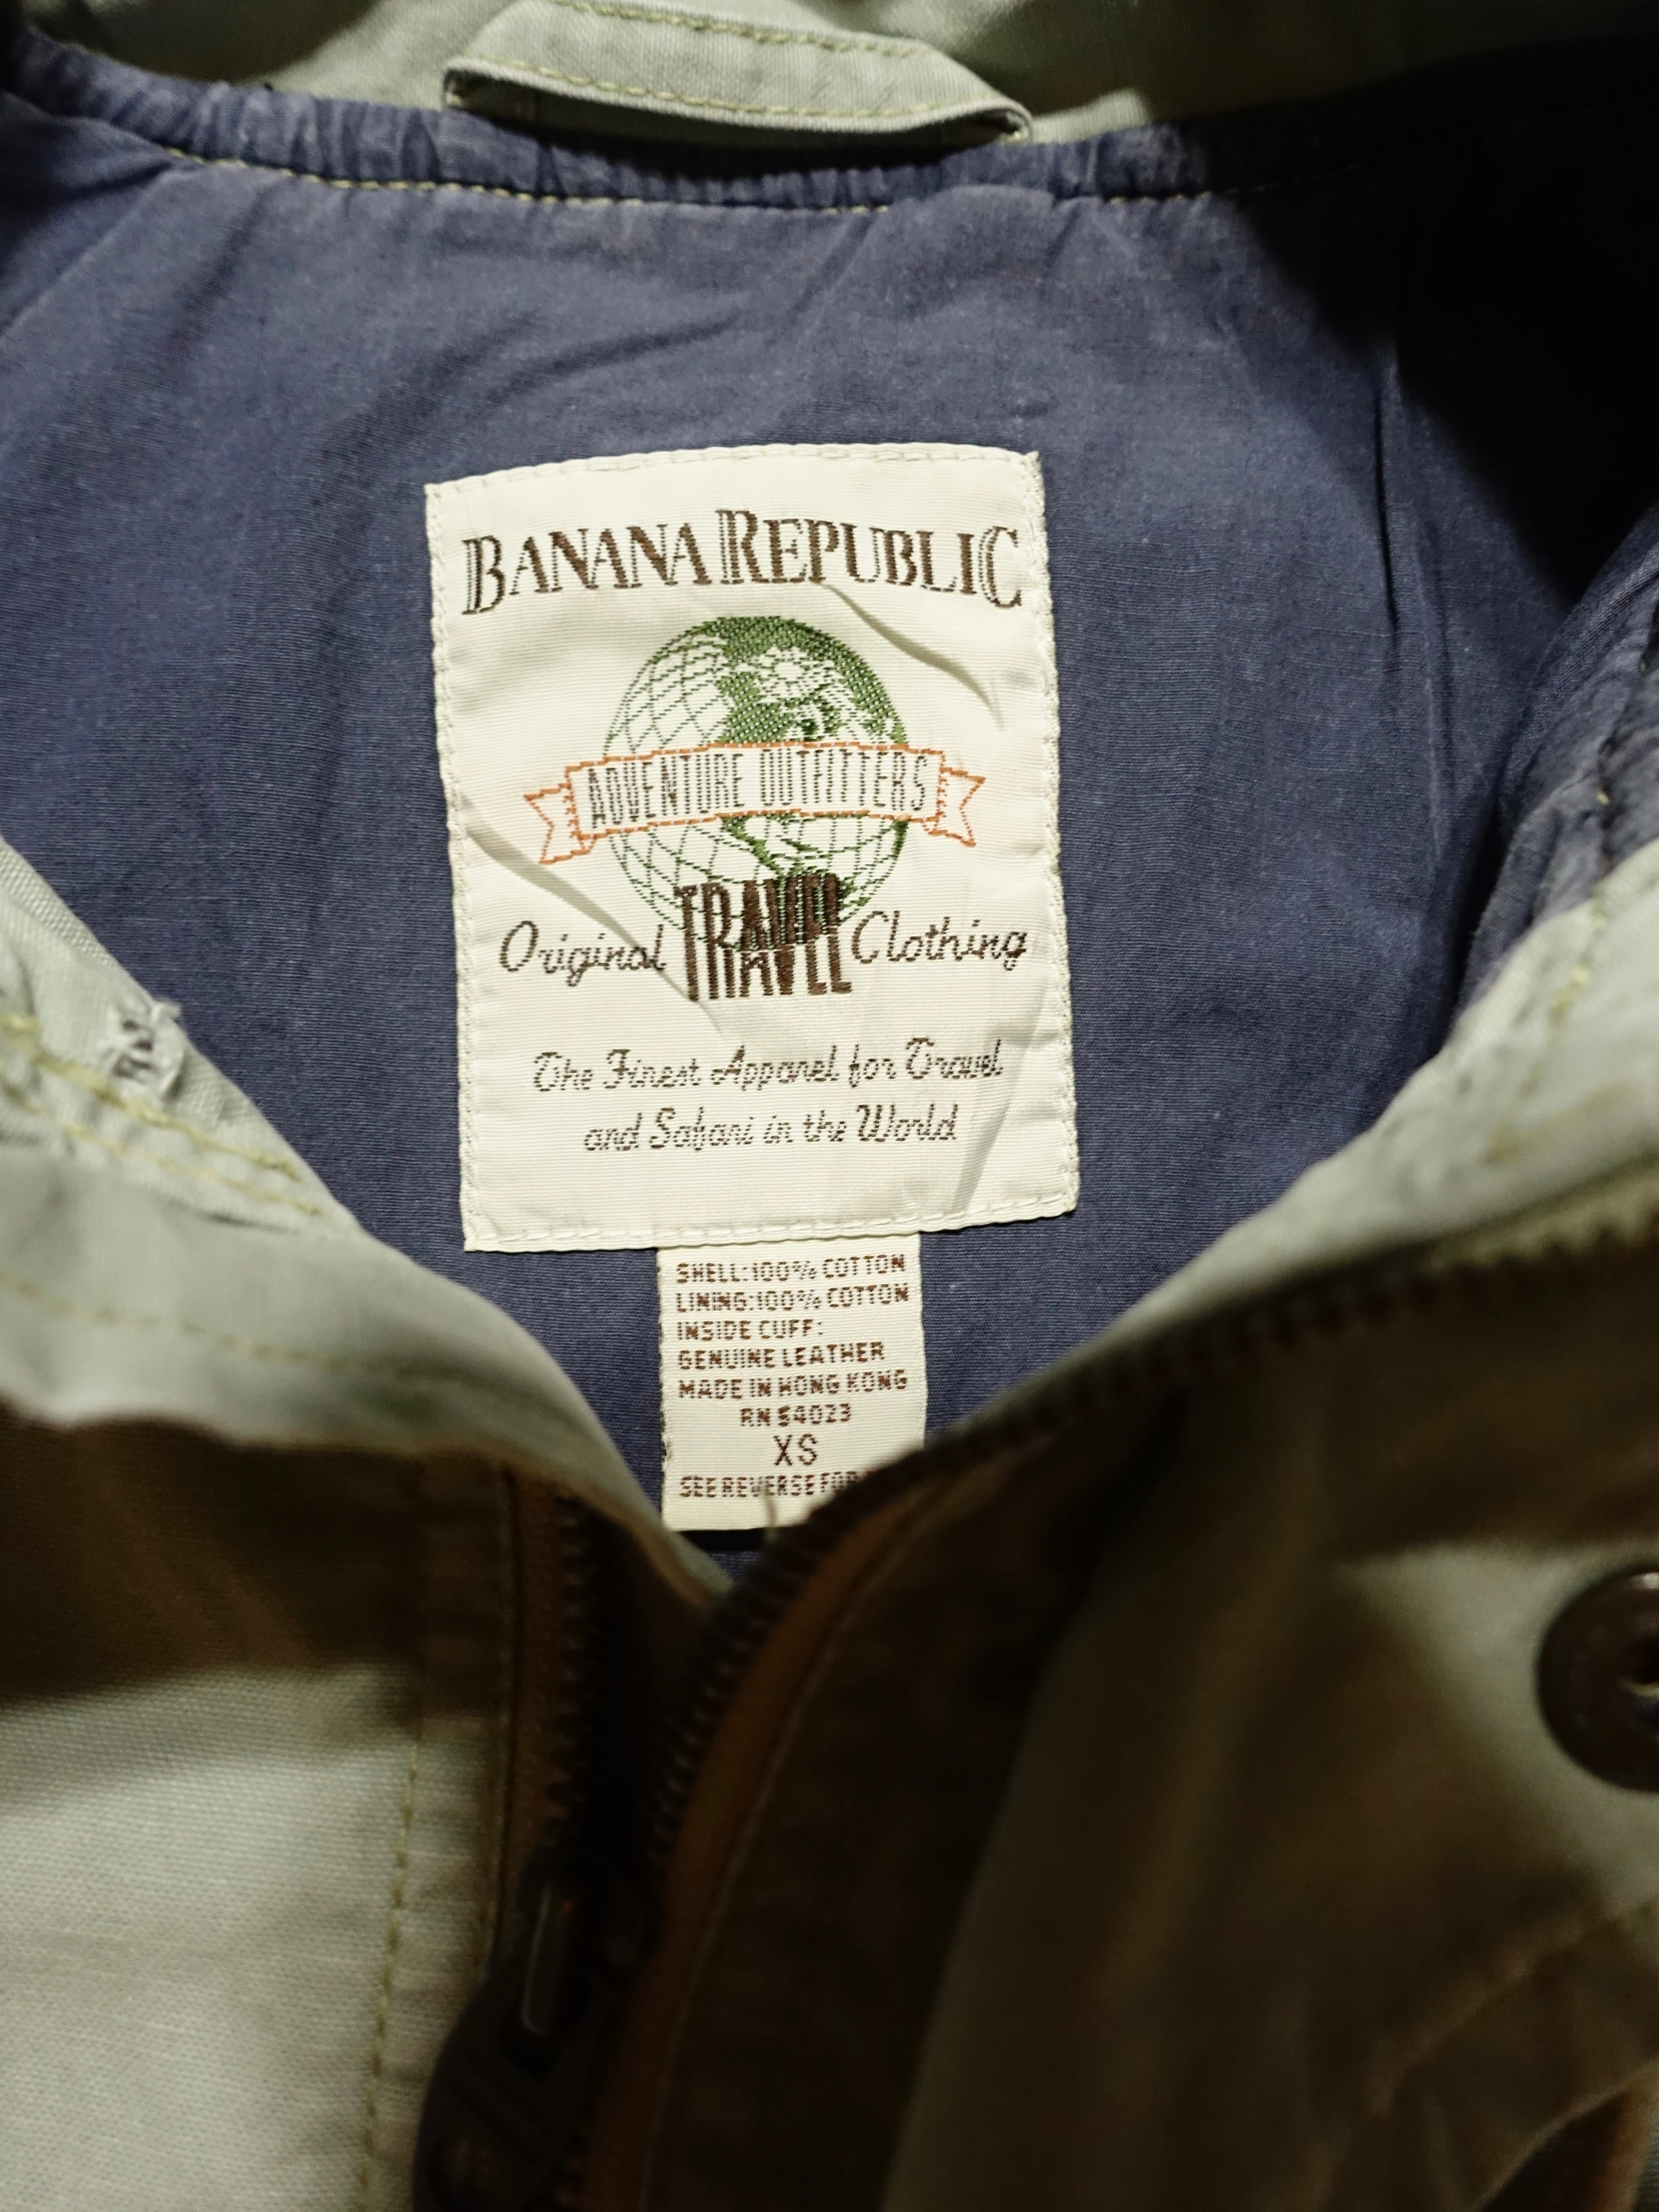 BANANA REPUBLIC
ADVENTURE OUTFITTERS
Original TRAVEL Clothing
The Finest Apparel for Travel
and Safari in the World
SHELL:100% COTTON
LINING:100% COTTON
INSIDE CUFF:
GENUINE LEATHER
MADE IN HONG KONG
RN 54023
XS
SEE REVERSE FOR